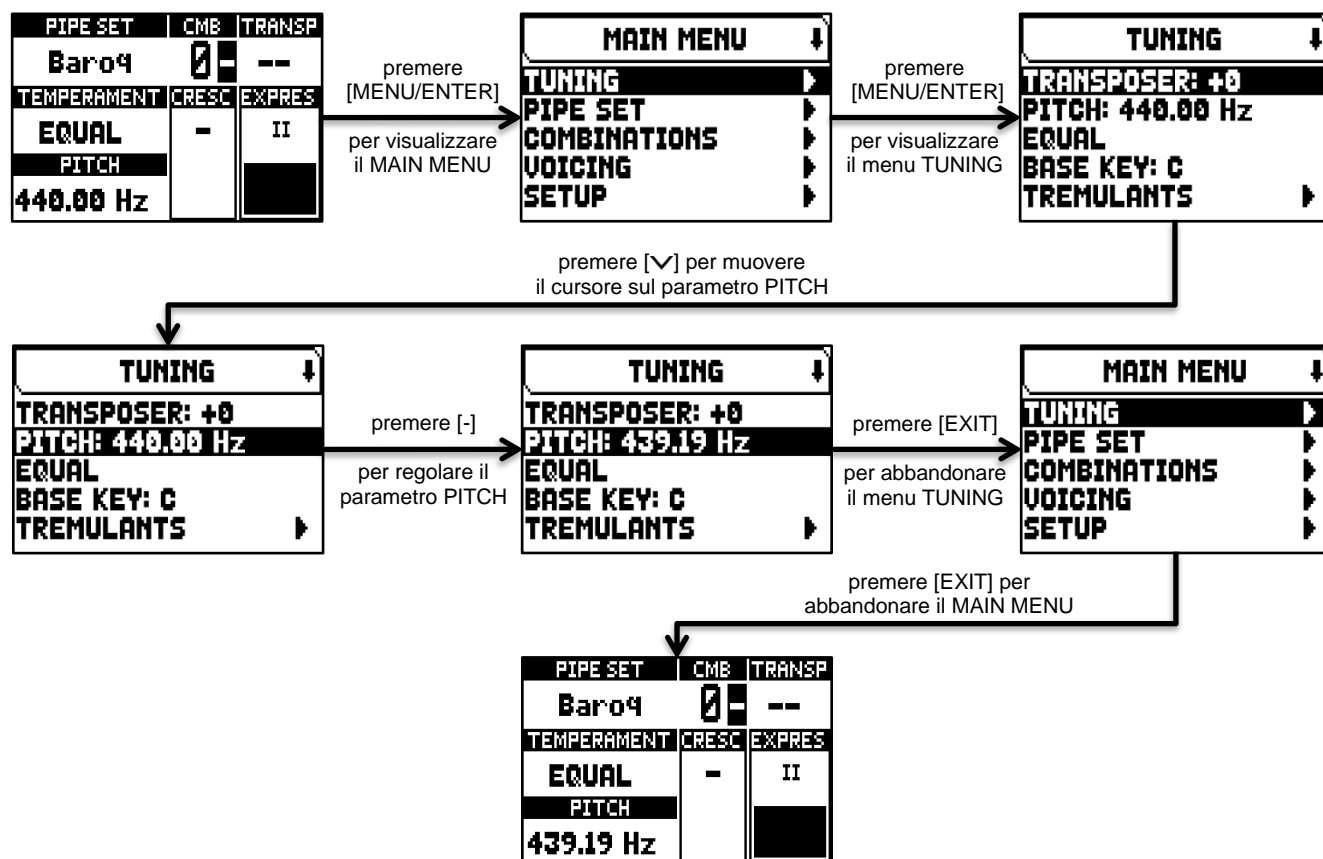 PIPE SET CMB TRANSP
Baroq 0- --
TEMPERAMENT CRESC EXPRES
EQUAL - II
PITCH
440.00 Hz
premere
[MENU/ENTER]
per visualizzare
il MAIN MENU
MAIN MENU
TUNING
PIPE SET
COMBINATIONS
VOICING
SETUP
premere
[MENU/ENTER]
per visualizzare
il menu TUNING
TUNING
TRANSPOSER: +0
PITCH: 440.00 Hz
EQUAL
BASE KEY: C
TREMULANTS
premere [∨] per muovere
il cursore sul parametro PITCH
TUNING
TRANSPOSER: +0
PITCH: 440.00 Hz
EQUAL
BASE KEY: C
TREMULANTS
premere [-]
per regolare il
parametro PITCH
TUNING
TRANSPOSER: +0
PITCH: 439.19 Hz
EQUAL
BASE KEY: C
TREMULANTS
premere [EXIT]
per abbandonare
il menu TUNING
MAIN MENU
TUNING
PIPE SET
COMBINATIONS
VOICING
SETUP
premere [EXIT] per
abbandonare il MAIN MENU
PIPE SET CMB TRANSP
Baroq 0- --
TEMPERAMENT CRESC EXPRES
EQUAL - II
PITCH
439.19 Hz